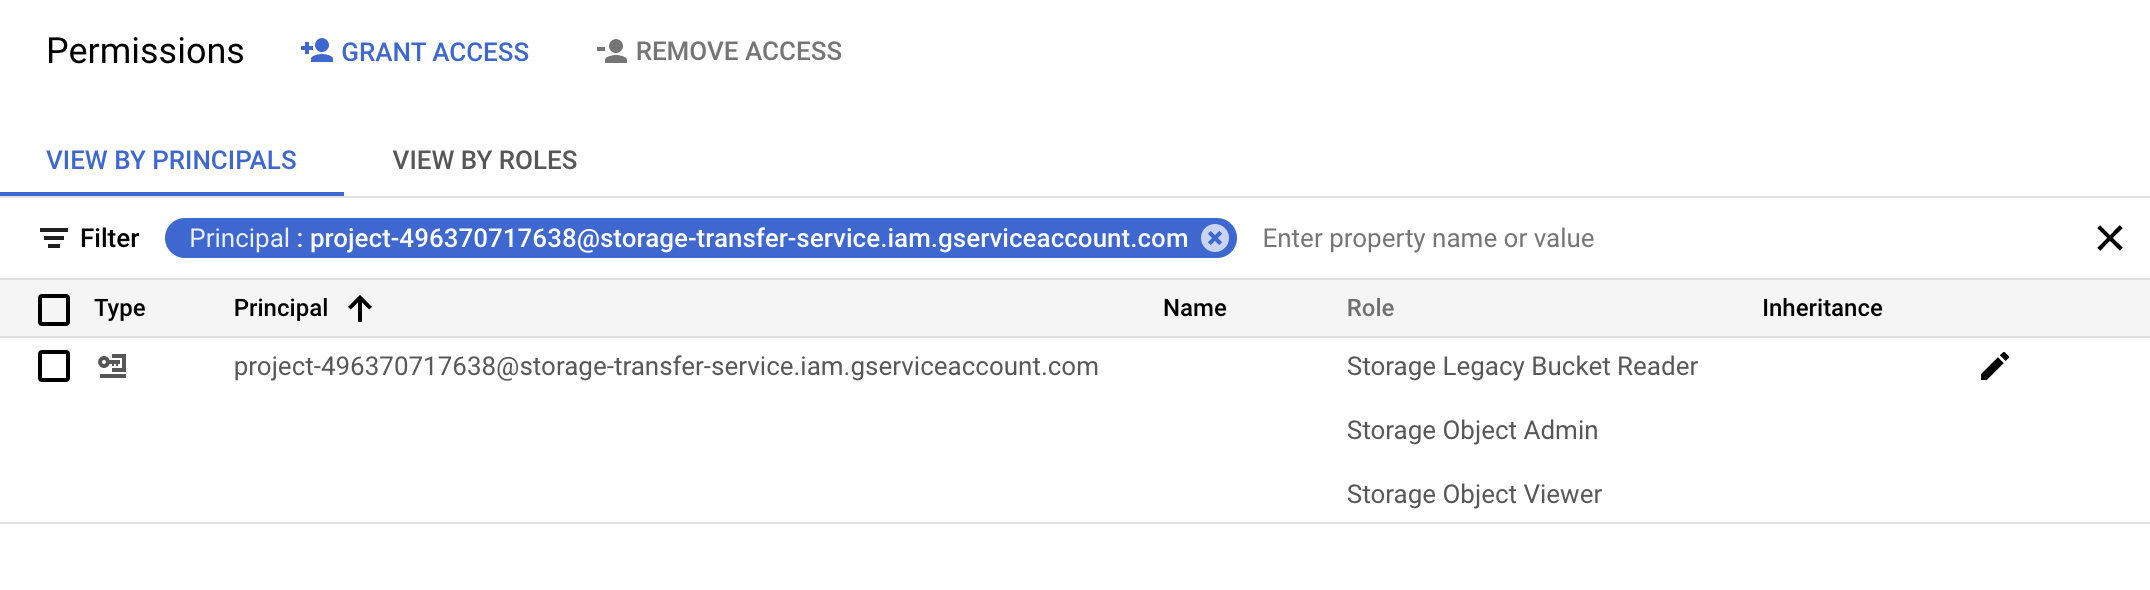 Permissions GRANT ACCESS REMOVE ACCESS
VIEW BY PRINCIPALS VIEW BY ROLES
Filter Principal : project-496370717638@storage-transfer-service.iam.gserviceaccount.com Enter property name or value
Type Principal Name Role Inheritance
project-496370717638@storage-transfer-service.iam.gserviceaccount.com Storage Legacy Bucket Reader
Storage Object Admin
Storage Object Viewer